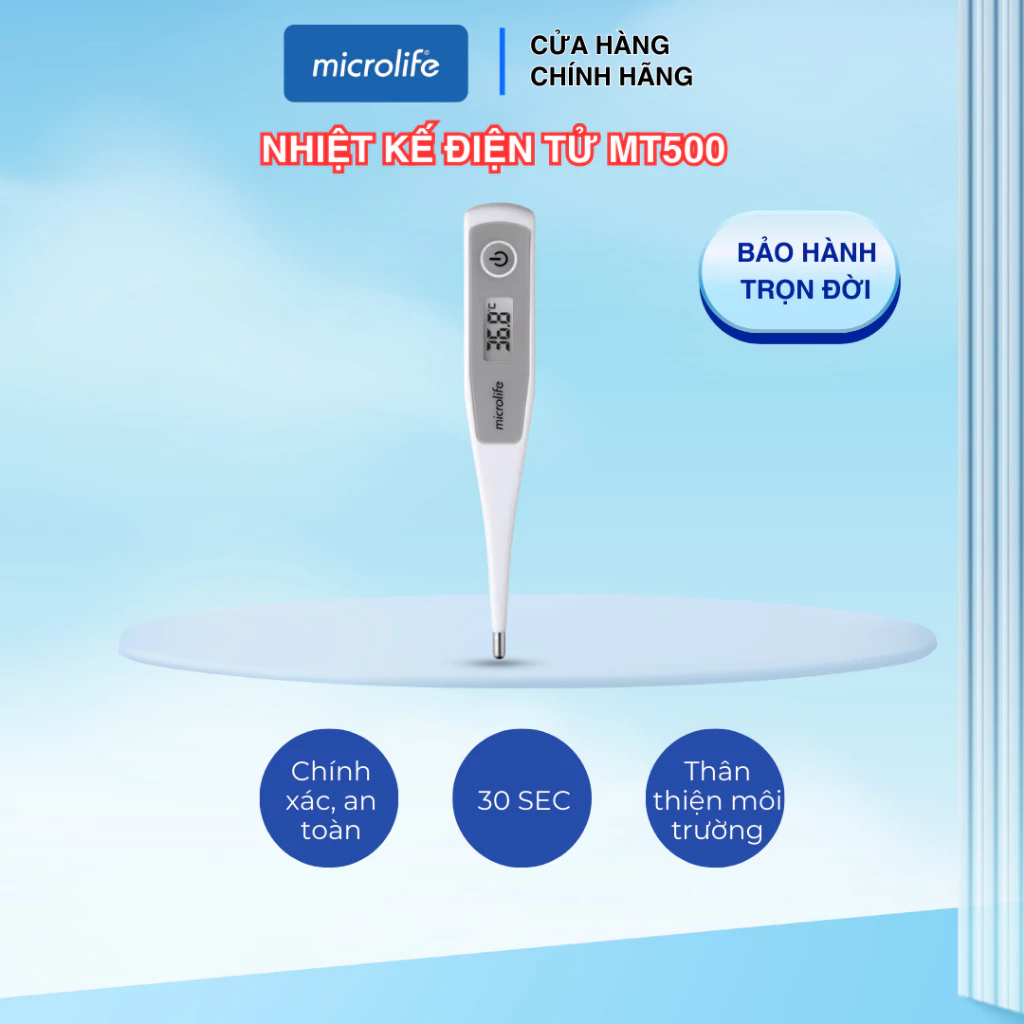 microlife®
CỬA HÀNG
CHÍNH HÃNG
NHIỆT KẾ ĐIỆN TỬ MT500
BẢO HÀNH
TRỌN ĐỜI
36.8°C
microlife
Chính
xác, an
toàn
30 SEC
Thân
thiện môi
trường